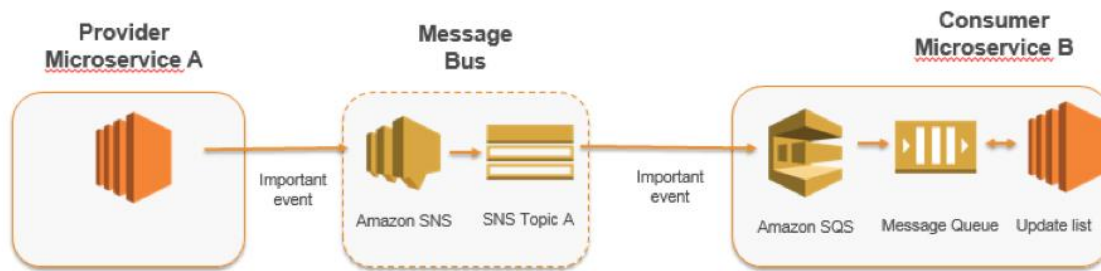 Provider
Microservice A
Message
Bus
Consumer
Microservice B
Important
event
Amazon SNS
SNS Topic A
Important
event
Amazon SQS
Message Queue
Update list